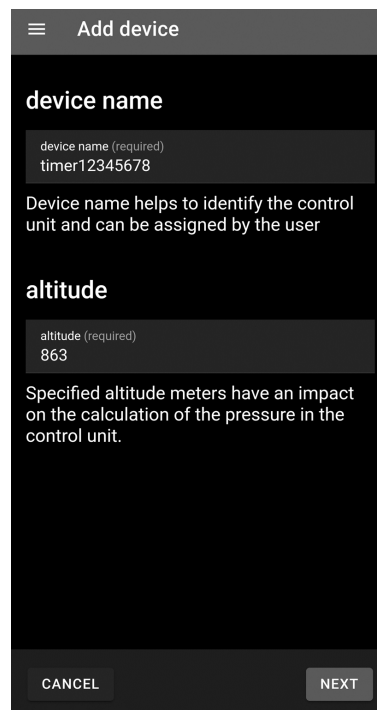 Add device
device name
device name (required)
timer12345678
Device name helps to identify the control
unit and can be assigned by the user
altitude
altitude (required)
863
Specified altitude meters have an impact
on the calculation of the pressure in the
control unit.
CANCEL
NEXT